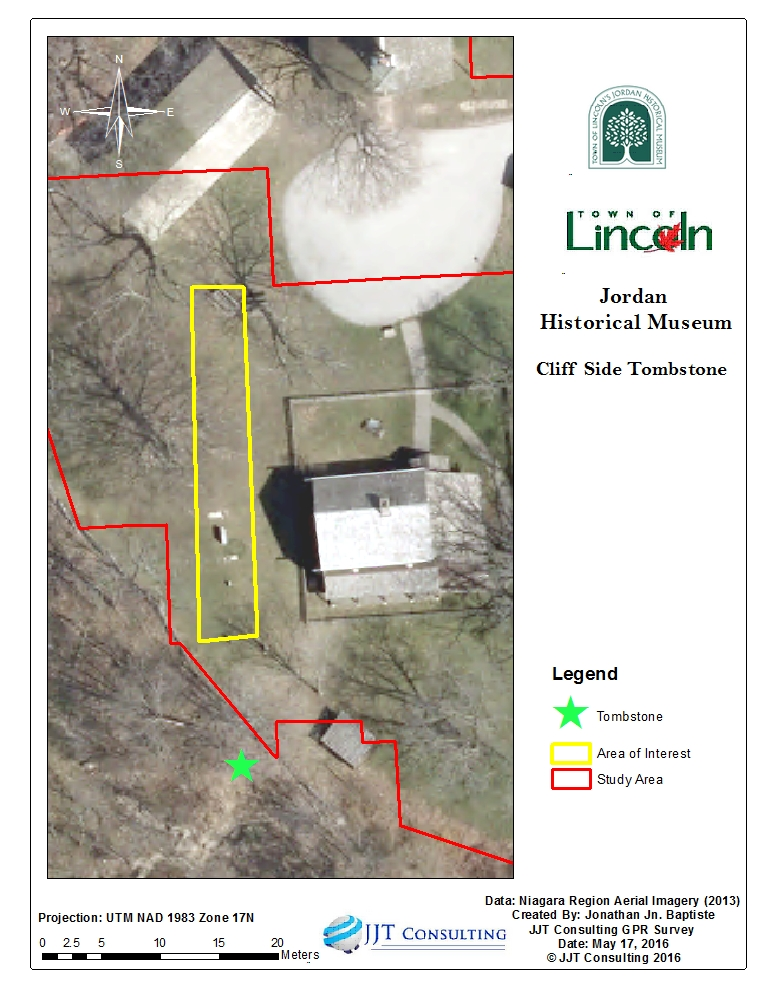 N
W E
S
TOWN OF LINCOLN'S JORDAN HISTORICAL MUSEUM
TOWN OF
Lincoln
Jordan
Historical Museum
Cliff Side Tombstone
Legend
Tombstone
Area of Interest
Study Area
Projection: UTM NAD 1983 Zone 17N
0 2.5 5 10 15 20
Meters
JJT CONSULTING
Data: Niagara Region Aerial Imagery (2013)
Created By: Jonathan Jn. Baptiste
JJT Consulting GPR Survey
Date: May 17, 2016
© JJT Consulting 2016